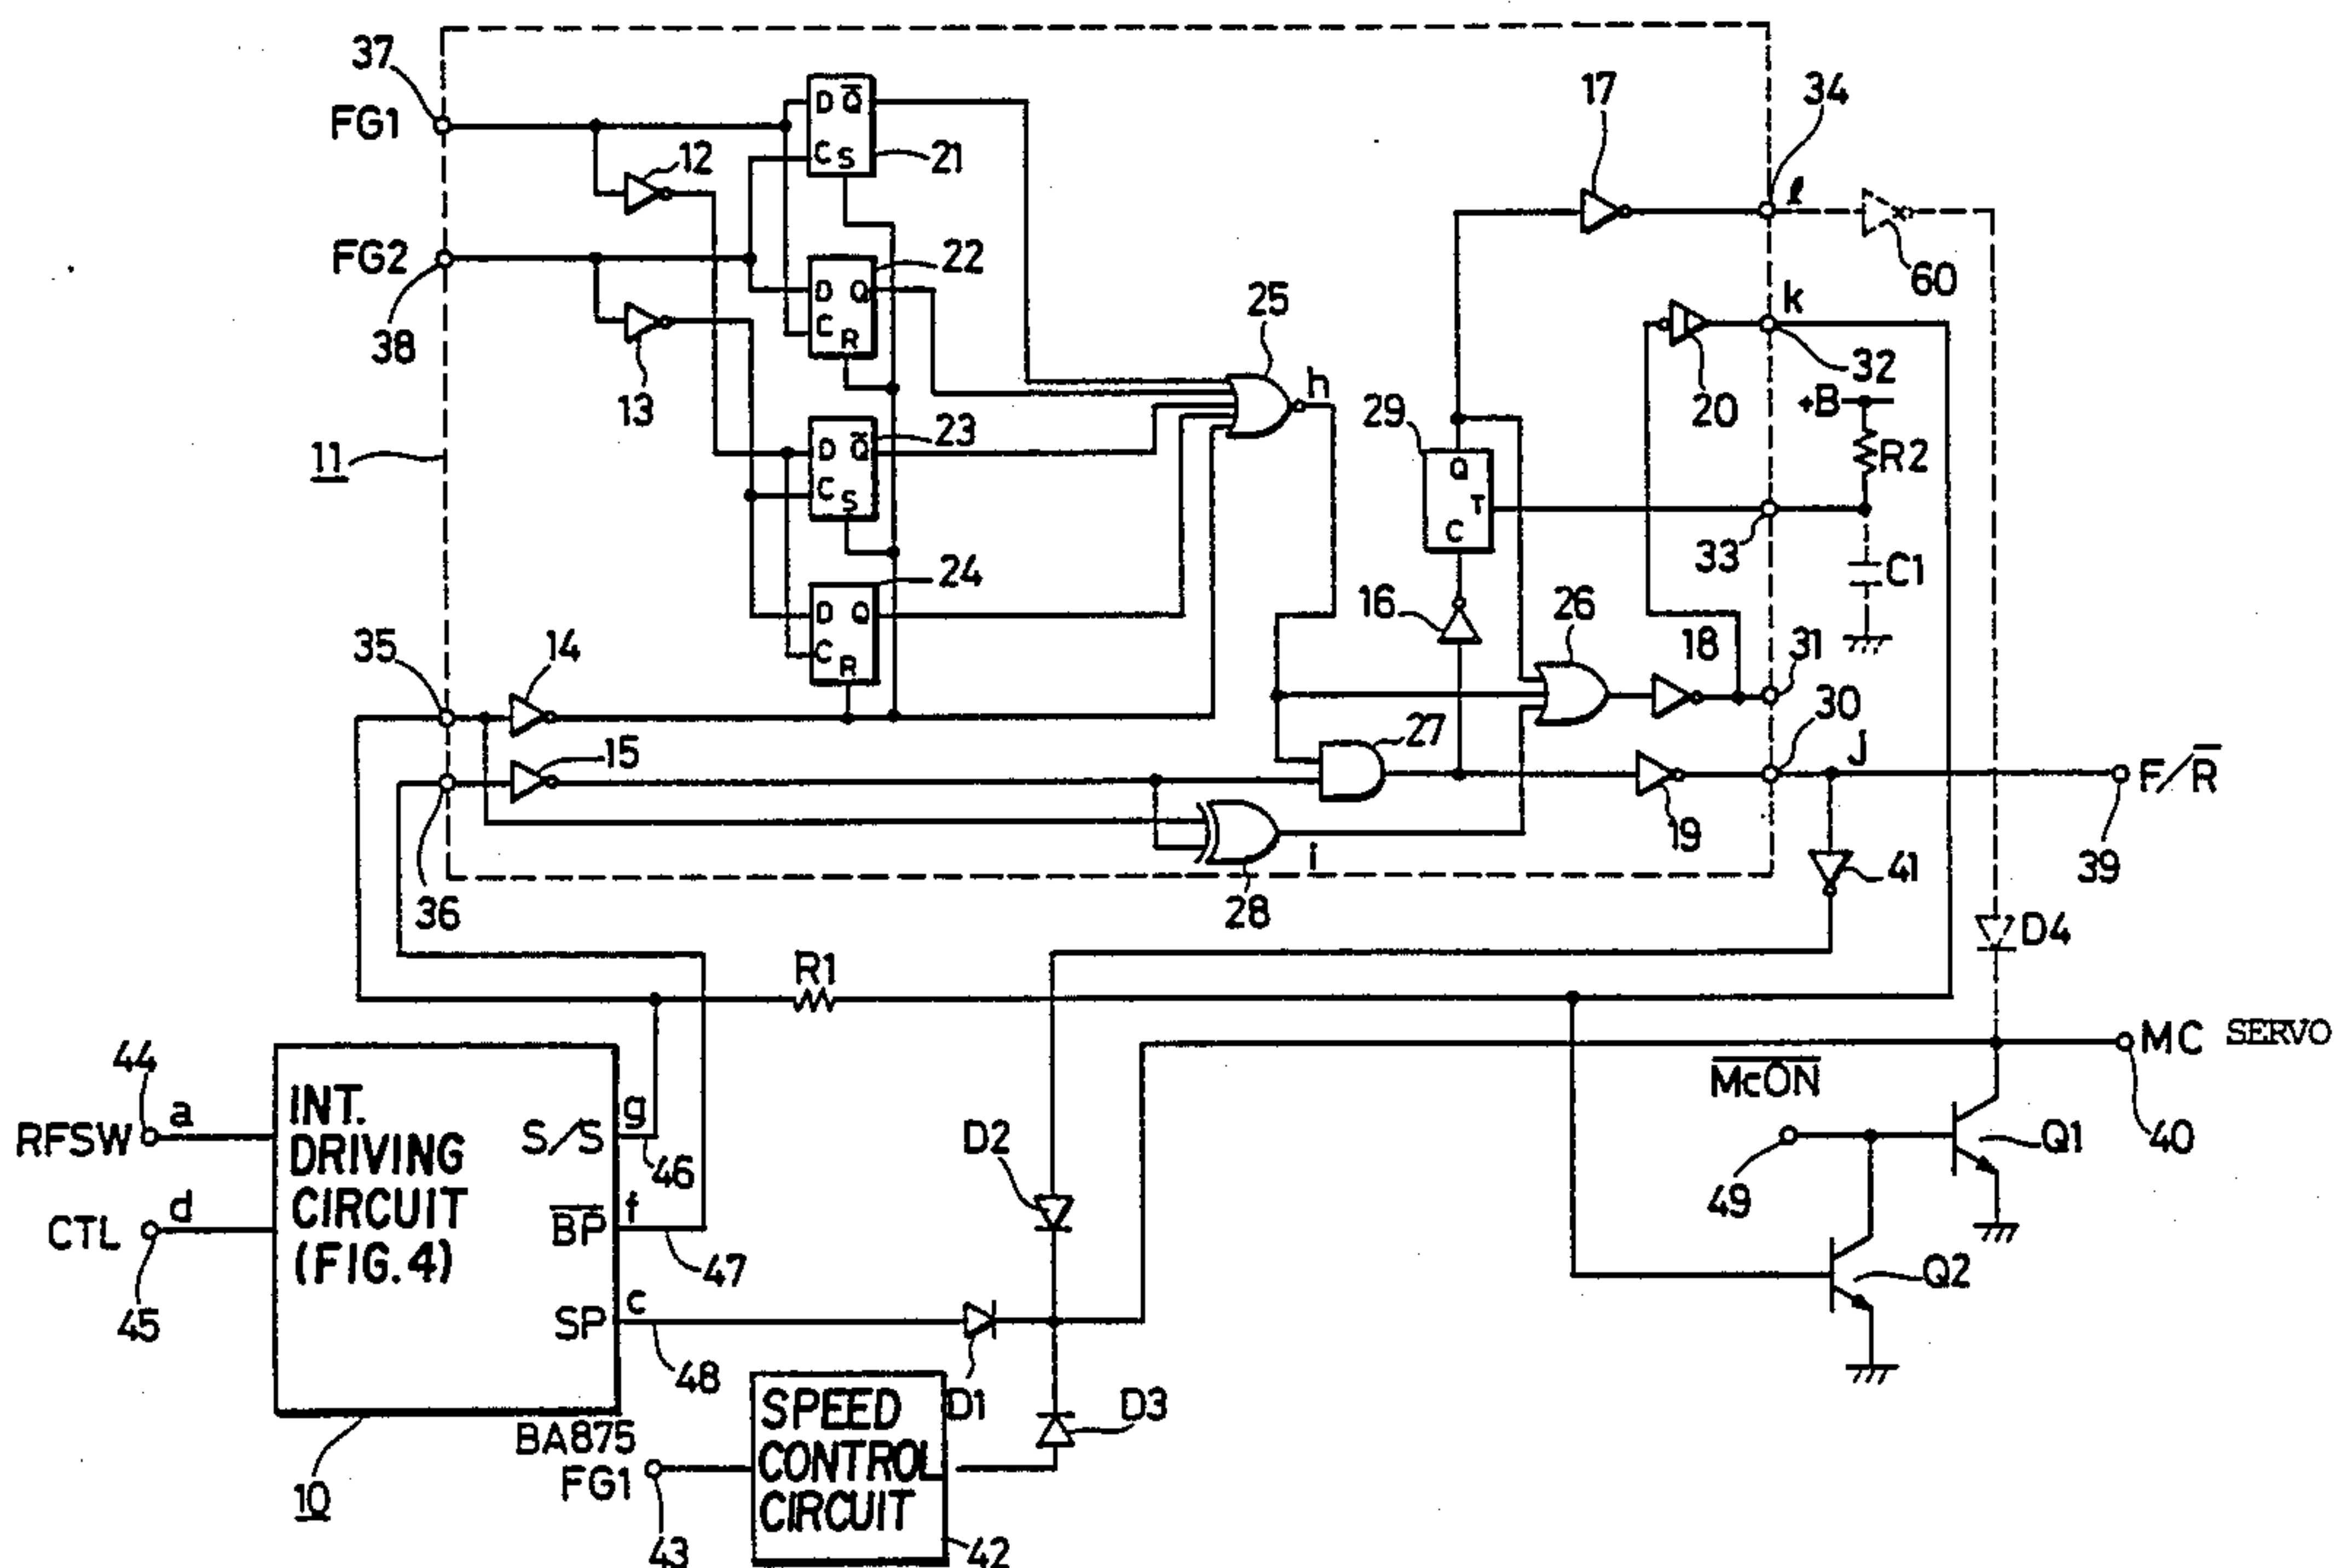 37
FG1
12
D Q̅
C S
21
17
34
ℓ
60
FG2
38
13
D Q
C R
22
25
h
k
32
20
+B
R2
11
D Q̅
C S
23
29
Q
T
C
33
C1
D Q
C R
24
16
26
18
31
35
14
30
27
J
F/R̅
15
36
28
i
19
41
39
R1
D4
44
a
RFSW
INT.
DRIVING
CIRCUIT
(FIG.4)
S/S
g
46
D2
M̅c̅O̅N̅
MC SERVO
40
Q1
49
d
CTL
45
B̅P̅
f
47
Q2
SP
c
48
D1
D3
BA875
10
FG1
43
SPEED
CONTROL
CIRCUIT
42